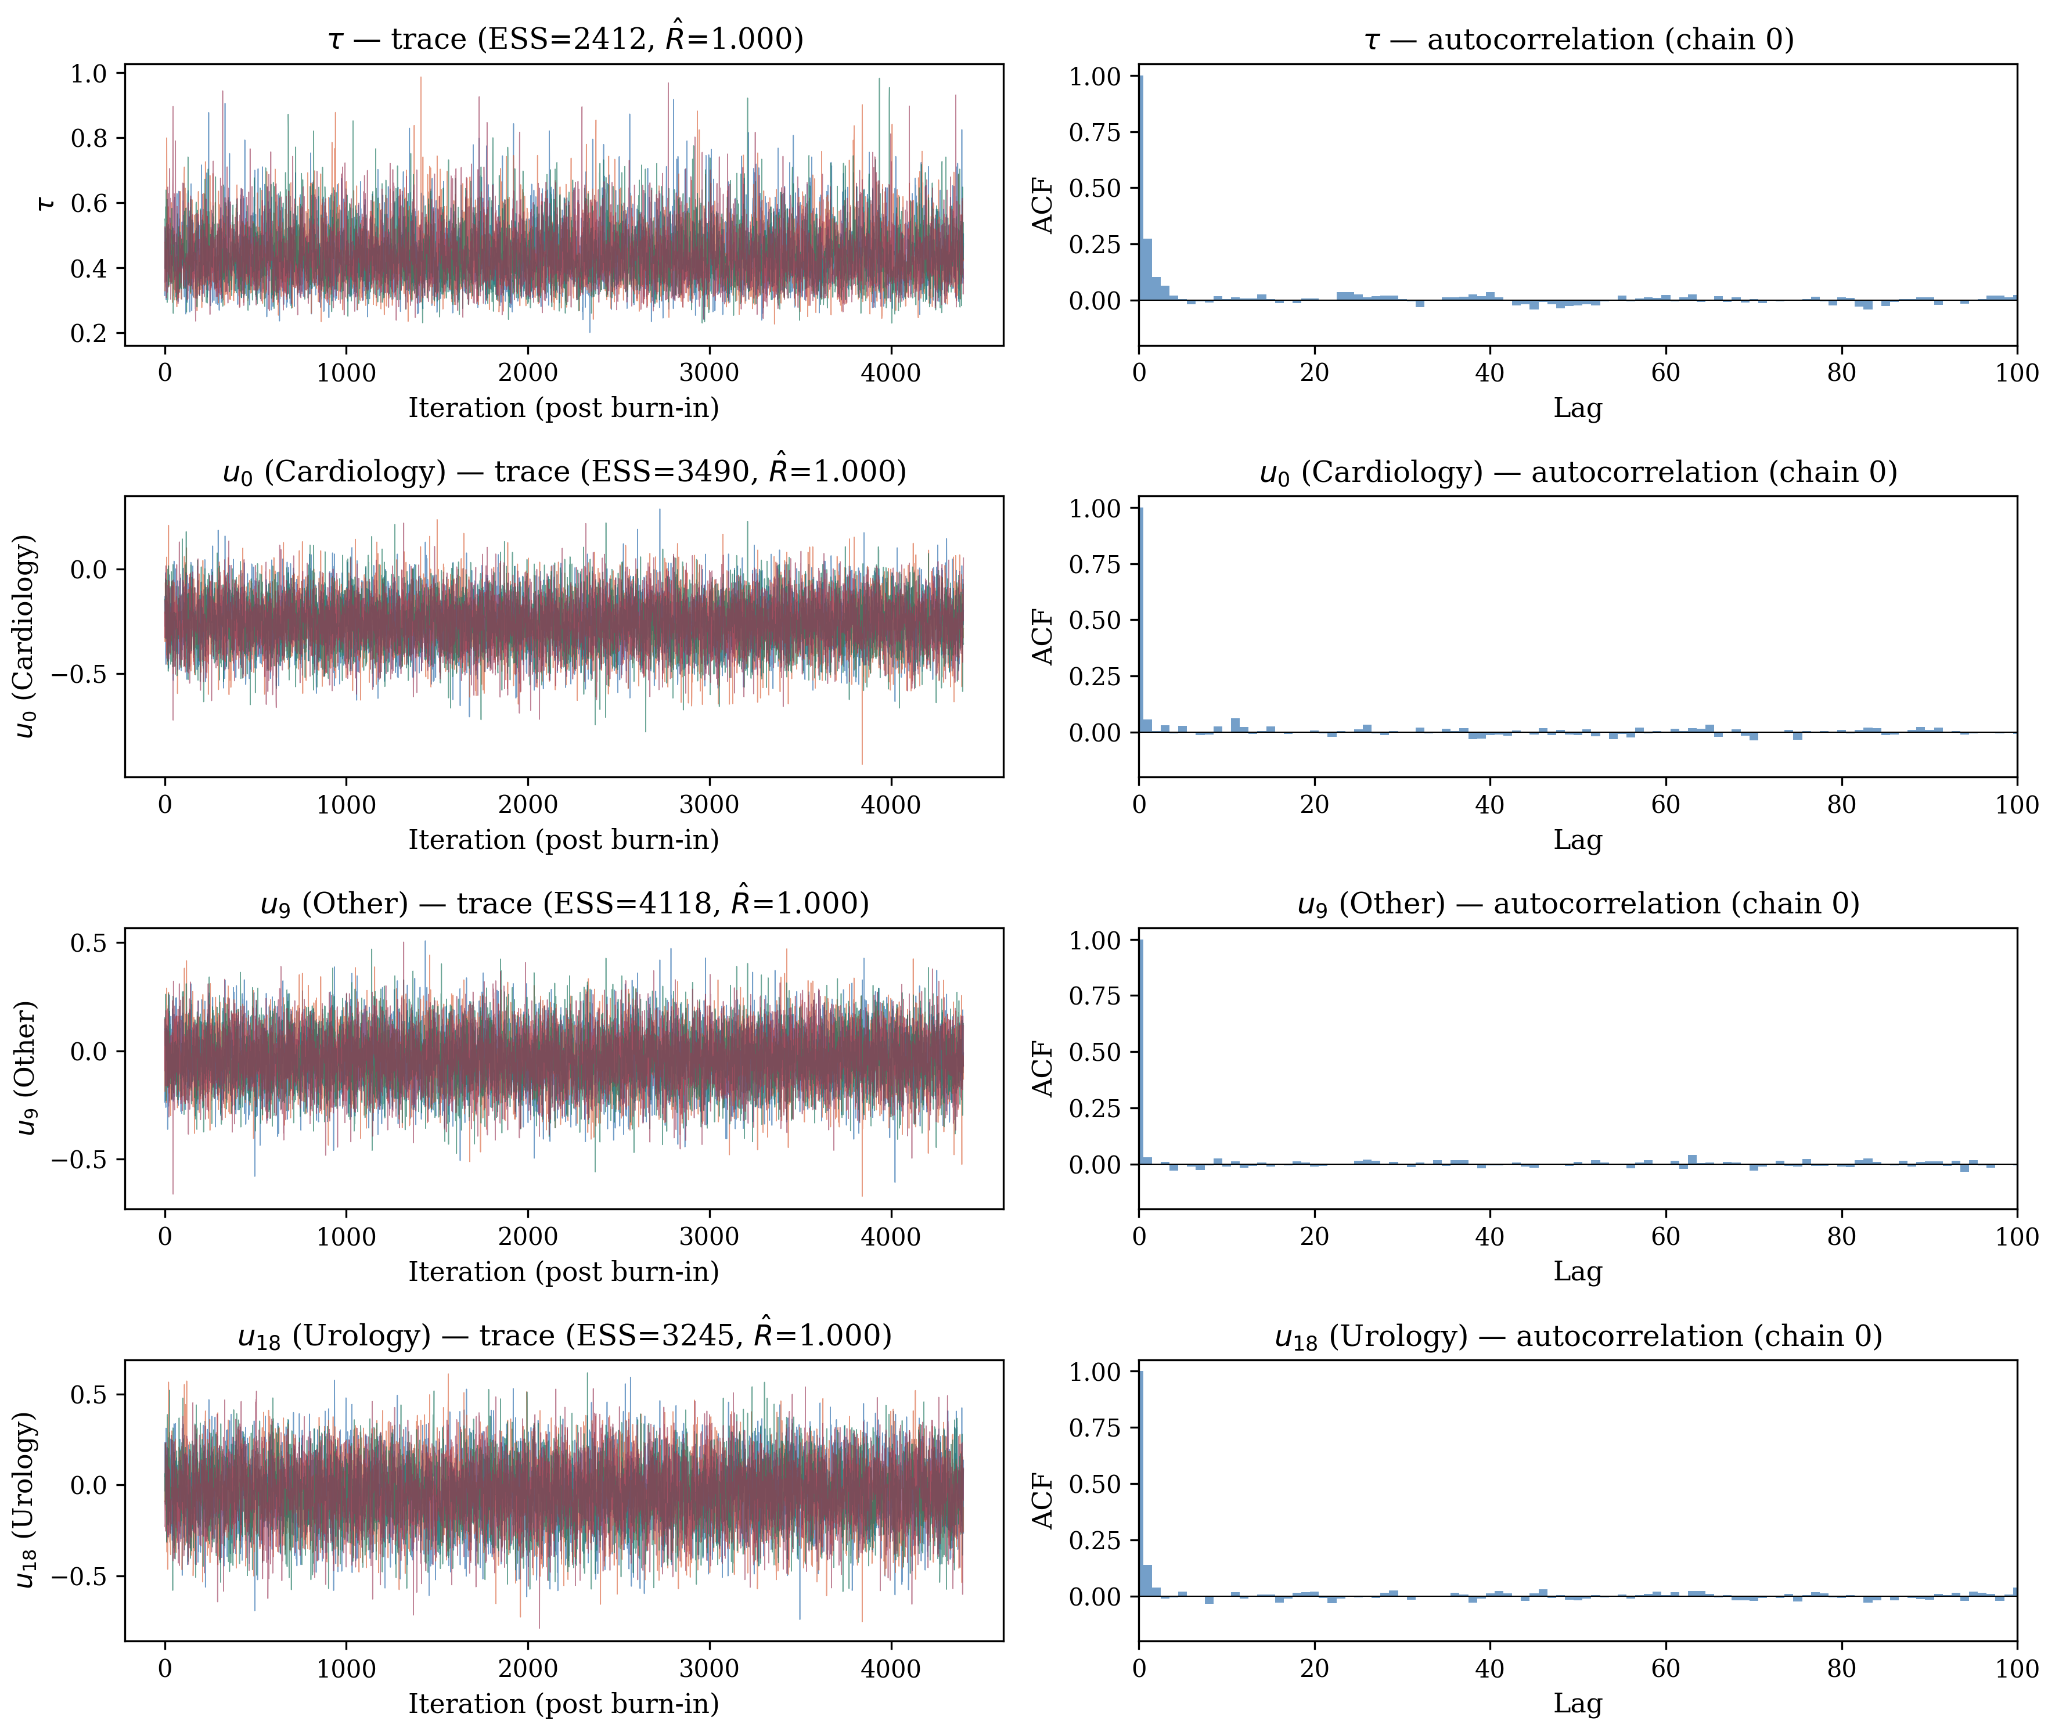 τ — trace (ESS=2412, R̂=1.000)
τ
1.0
0.8
0.6
0.4
0.2
0 1000 2000 3000 4000
Iteration (post burn-in)
τ — autocorrelation (chain 0)
ACF
1.00
0.75
0.50
0.25
0.00
0 20 40 60 80 100
Lag
u₀ (Cardiology) — trace (ESS=3490, R̂=1.000)
u₀ (Cardiology)
0.0
−0.5
0 1000 2000 3000 4000
Iteration (post burn-in)
u₀ (Cardiology) — autocorrelation (chain 0)
ACF
1.00
0.75
0.50
0.25
0.00
0 20 40 60 80 100
Lag
u₉ (Other) — trace (ESS=4118, R̂=1.000)
u₉ (Other)
0.5
0.0
−0.5
0 1000 2000 3000 4000
Iteration (post burn-in)
u₉ (Other) — autocorrelation (chain 0)
ACF
1.00
0.75
0.50
0.25
0.00
0 20 40 60 80 100
Lag
u₁₈ (Urology) — trace (ESS=3245, R̂=1.000)
u₁₈ (Urology)
0.5
0.0
−0.5
0 1000 2000 3000 4000
Iteration (post burn-in)
u₁₈ (Urology) — autocorrelation (chain 0)
ACF
1.00
0.75
0.50
0.25
0.00
0 20 40 60 80 100
Lag